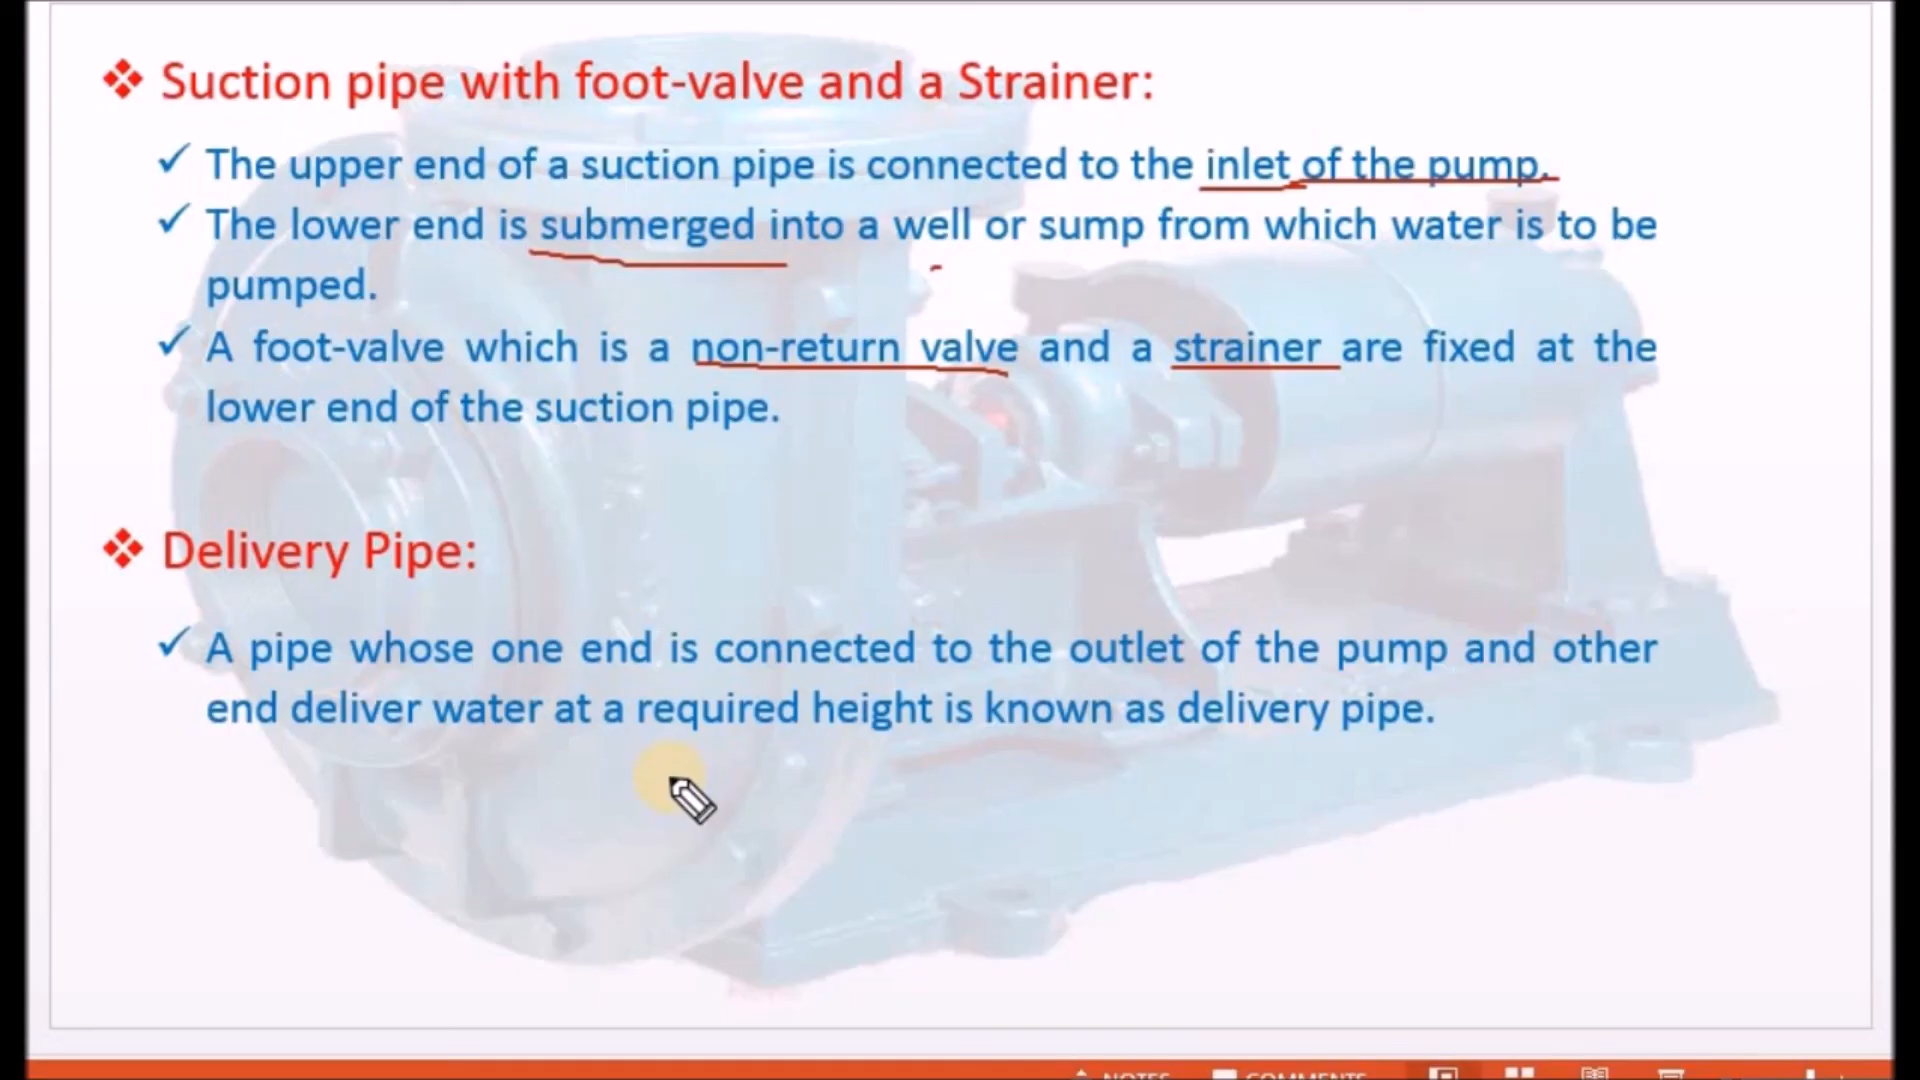 Suction pipe with foot-valve and a Strainer:
The upper end of a suction pipe is connected to the inlet of the pump.
The lower end is submerged into a well or sump from which water is to be
pumped.
A foot-valve which is a non-return valve and a strainer are fixed at the
lower end of the suction pipe.
Delivery Pipe:
A pipe whose one end is connected to the outlet of the pump and other
end deliver water at a required height is known as delivery pipe.
NOTES COMMENTS